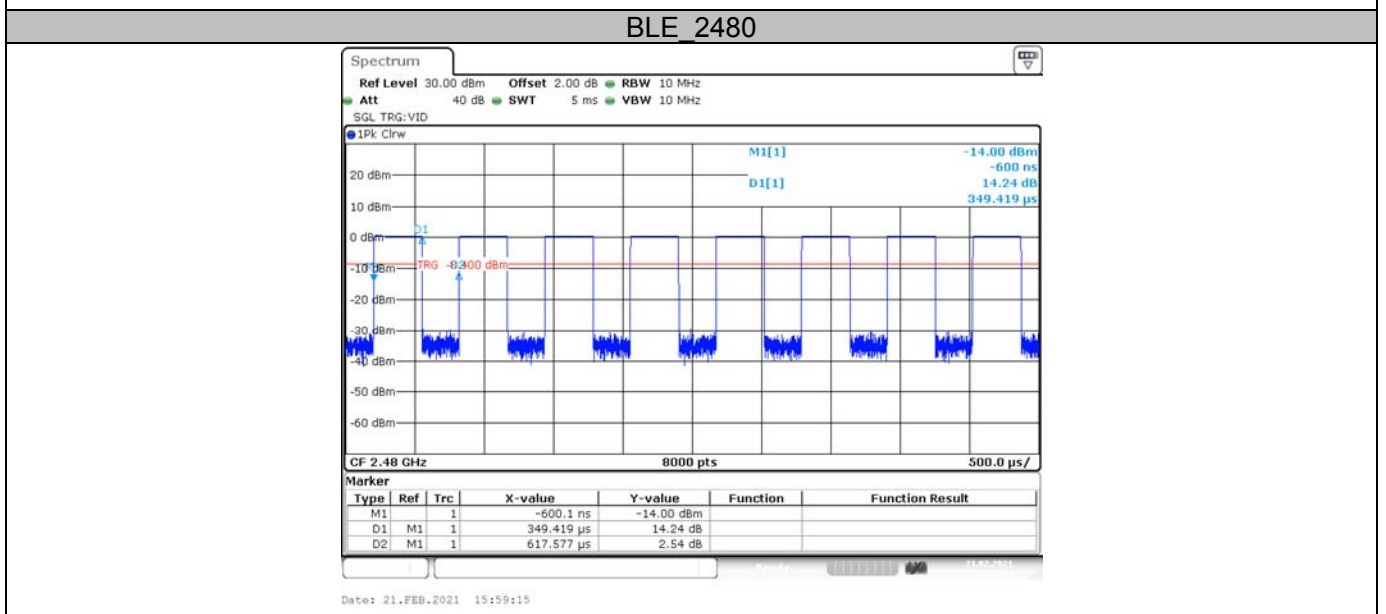 BLE_2480
Spectrum
Ref Level 30.00 dBm Offset 2.00 dB RBW 10 MHz
Att 40 dB SWT 5 ms VBW 10 MHz
SGL TRG:VID
1Pk Clrw
M1[1] -14.00 dBm
-600 ns
D1[1] 14.24 dB
349.419 µs
20 dBm
10 dBm
0 dBm
D1
-10 dBm
TRG
dBm
-20 dBm
-30 dBm
-40 dBm
-50 dBm
-60 dBm
CF 2.48 GHz 8000 pts 500.0 µs/
Marker
Type Ref Trc X-value Y-value Function Function Result
M1 1 -600.1 ns -14.00 dBm
D1 M1 1 349.419 µs 14.24 dB
D2 M1 1 617.577 µs 2.54 dB
Date: 21.FEB.2021 15:59:15